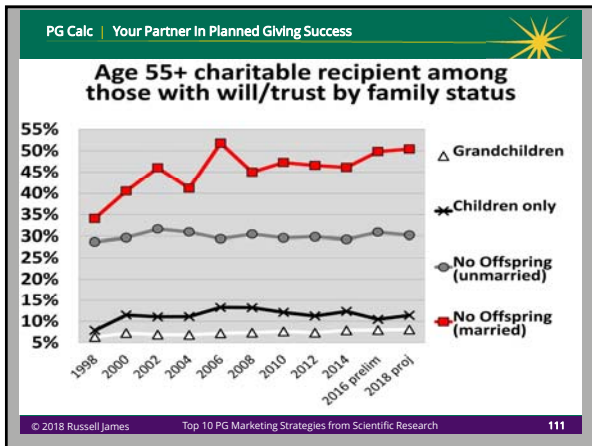 PG Calc | Your Partner In Planned Giving Success
Age 55+ charitable recipient among
those with will/trust by family status
55%
50%
45%
40%
35%
30%
25%
20%
15%
10%
5%
1998
2000
2002
2004
2006
2008
2010
2012
2014
2016 prelim
2018 proj
Grandchildren
Children only
No Offspring
(unmarried)
No Offspring
(married)
© 2018 Russell James
Top 10 PG Marketing Strategies from Scientific Research
111